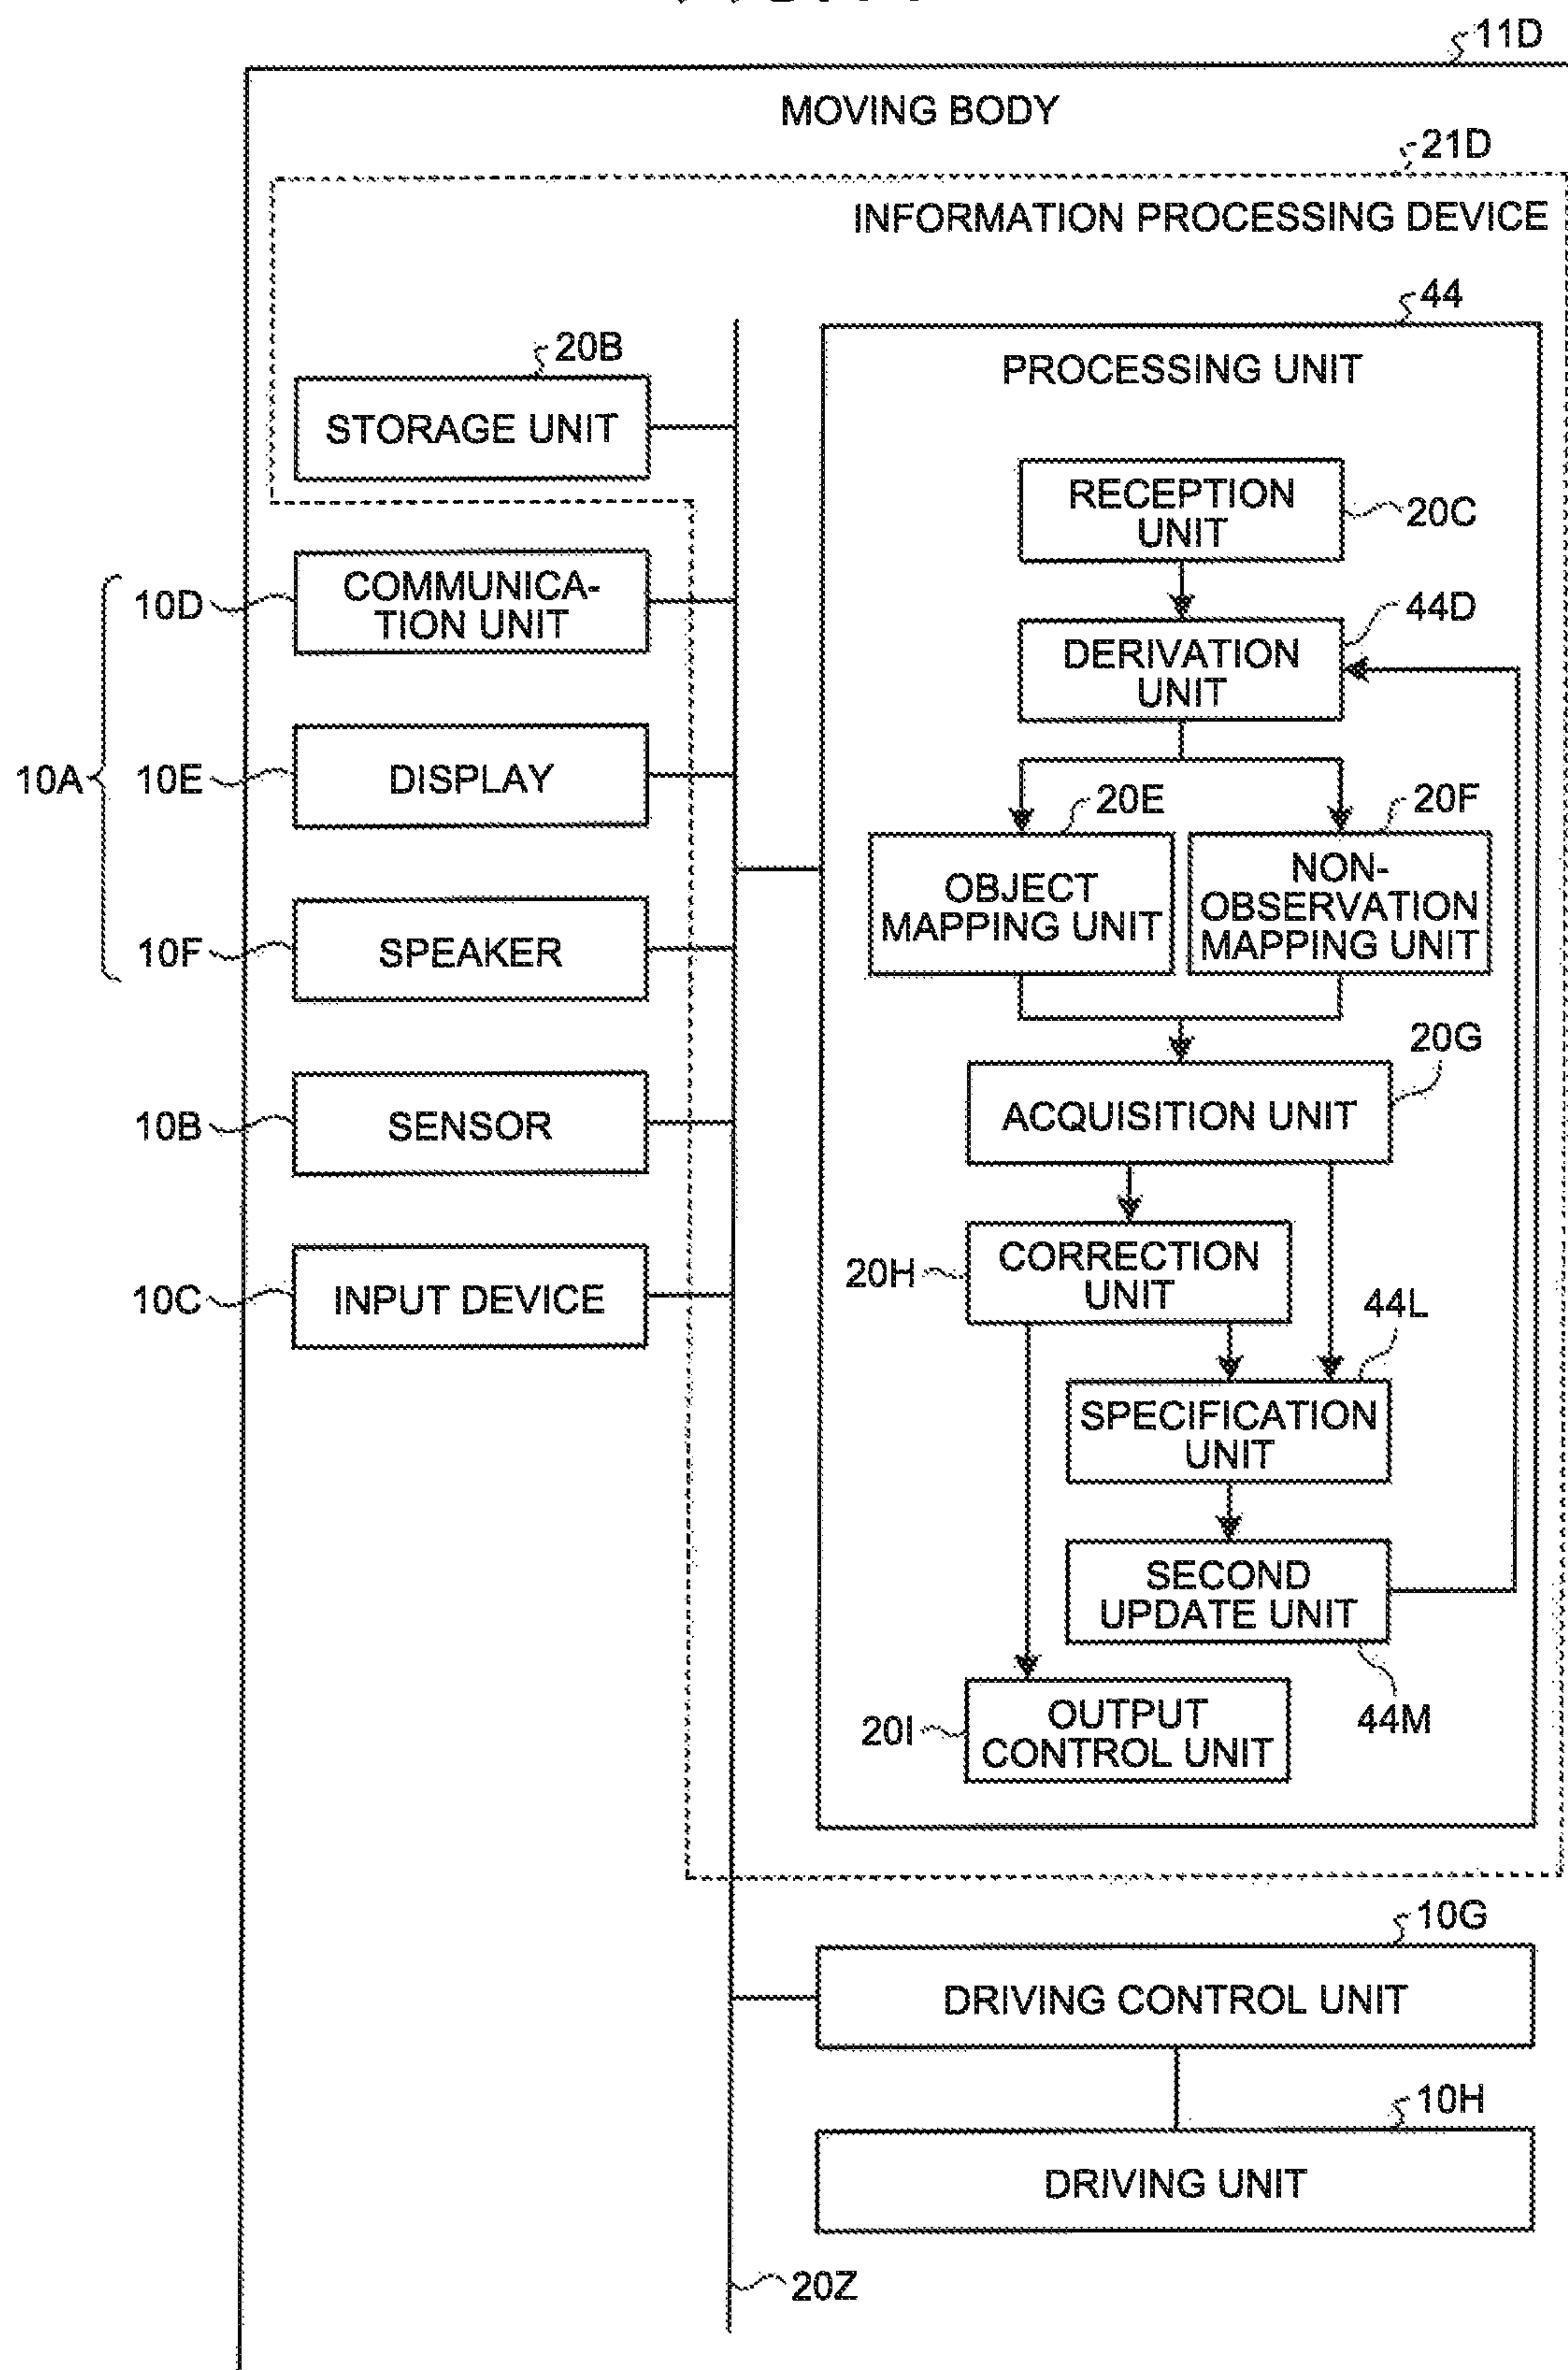 11D
MOVING BODY
21D
INFORMATION PROCESSING DEVICE
44
PROCESSING UNIT
20B
STORAGE UNIT
RECEPTION
UNIT
20C
10A
10D
COMMUNICA-
TION UNIT
44D
DERIVATION
UNIT
10E
DISPLAY
20E
OBJECT
MAPPING UNIT
20F
NON-
OBSERVATION
MAPPING UNIT
10F
SPEAKER
20G
ACQUISITION UNIT
10B
SENSOR
20H
CORRECTION
UNIT
10C
INPUT DEVICE
44L
SPECIFICATION
UNIT
SECOND
UPDATE UNIT
44M
20I
OUTPUT
CONTROL UNIT
10G
DRIVING CONTROL UNIT
10H
DRIVING UNIT
20Z